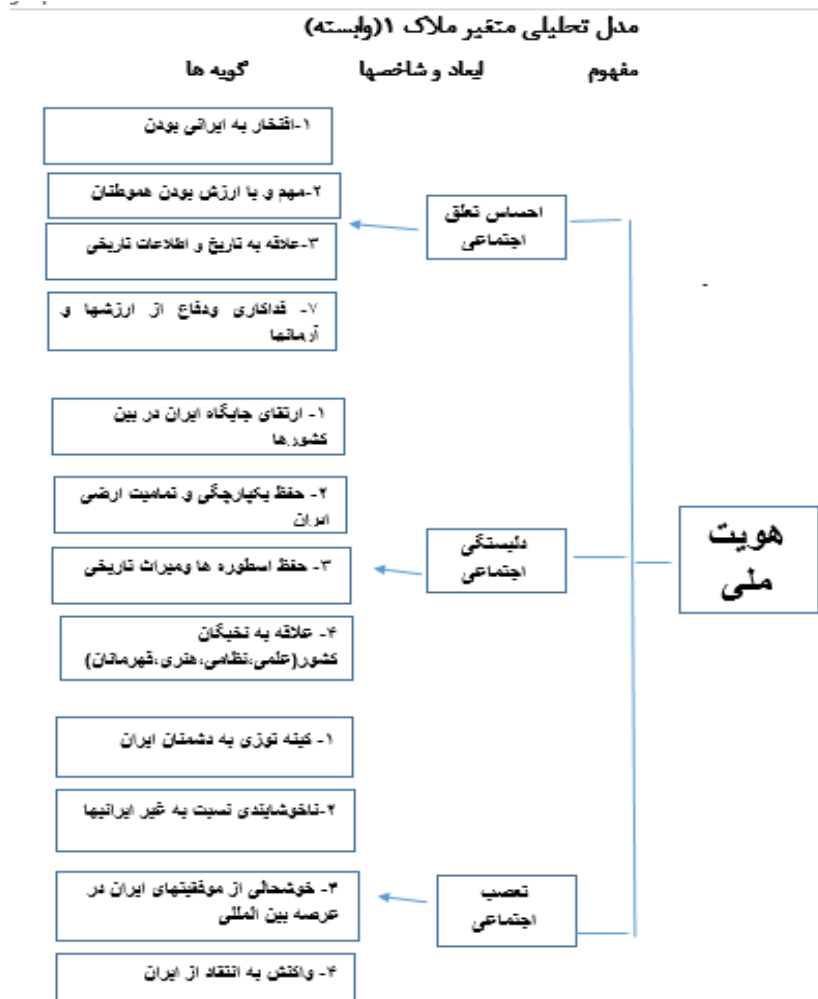 مدل تحلیلی متغیر ملاک ۱(وابسته)
مفهوم ابعاد و شاخصها گویه ها
هویت
ملی
احساس تعلق
اجتماعی
۱-افتخار به ایرانی بودن
۲-مهم و با ارزش بودن هموطنان
۳-علاقه به تاریخ و اطلاعات تاریخی
۷- فداکاری ودفاع از ارزشها و
آرمانها
دلبستگی
اجتماعی
۱- ارتقای جایگاه ایران در بین
کشورها
۲- حفظ یکپارچگی و تمامیت ارضی
ایران
۳- حفظ اسطوره ها ومیراث تاریخی
۴- علاقه به نخبگان
کشور(علمی،نظامی،هنری،قهرمانان)
تعصب
اجتماعی
۱- کینه توزی به دشمنان ایران
۲-ناخوشایندی نسبت به غیر ایرانیها
۳- خوشحالی از موفقیتهای ایران در
عرصه بین المللی
۴- واکنش به انتقاد از ایران